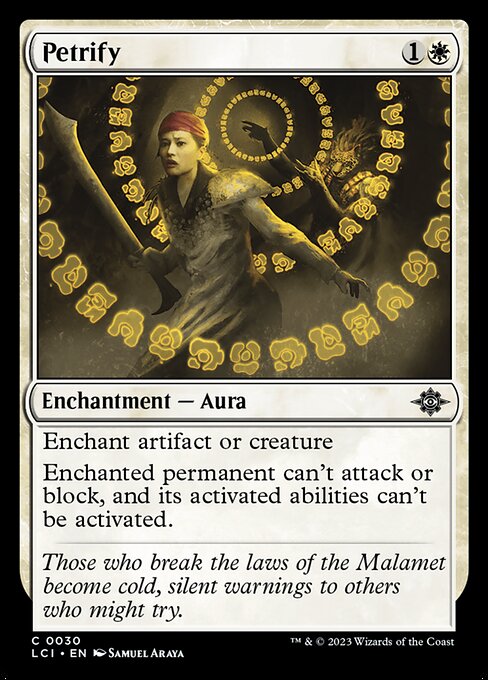 Petrify 1
Enchantment — Aura
Enchant artifact or creature
Enchanted permanent can't attack or
block, and its activated abilities can't
be activated.
Those who break the laws of the Malamet
become cold, silent warnings to others
who might try.
C 0030
LCI • EN Samuel Araya
™ & © 2023 Wizards of the Coast